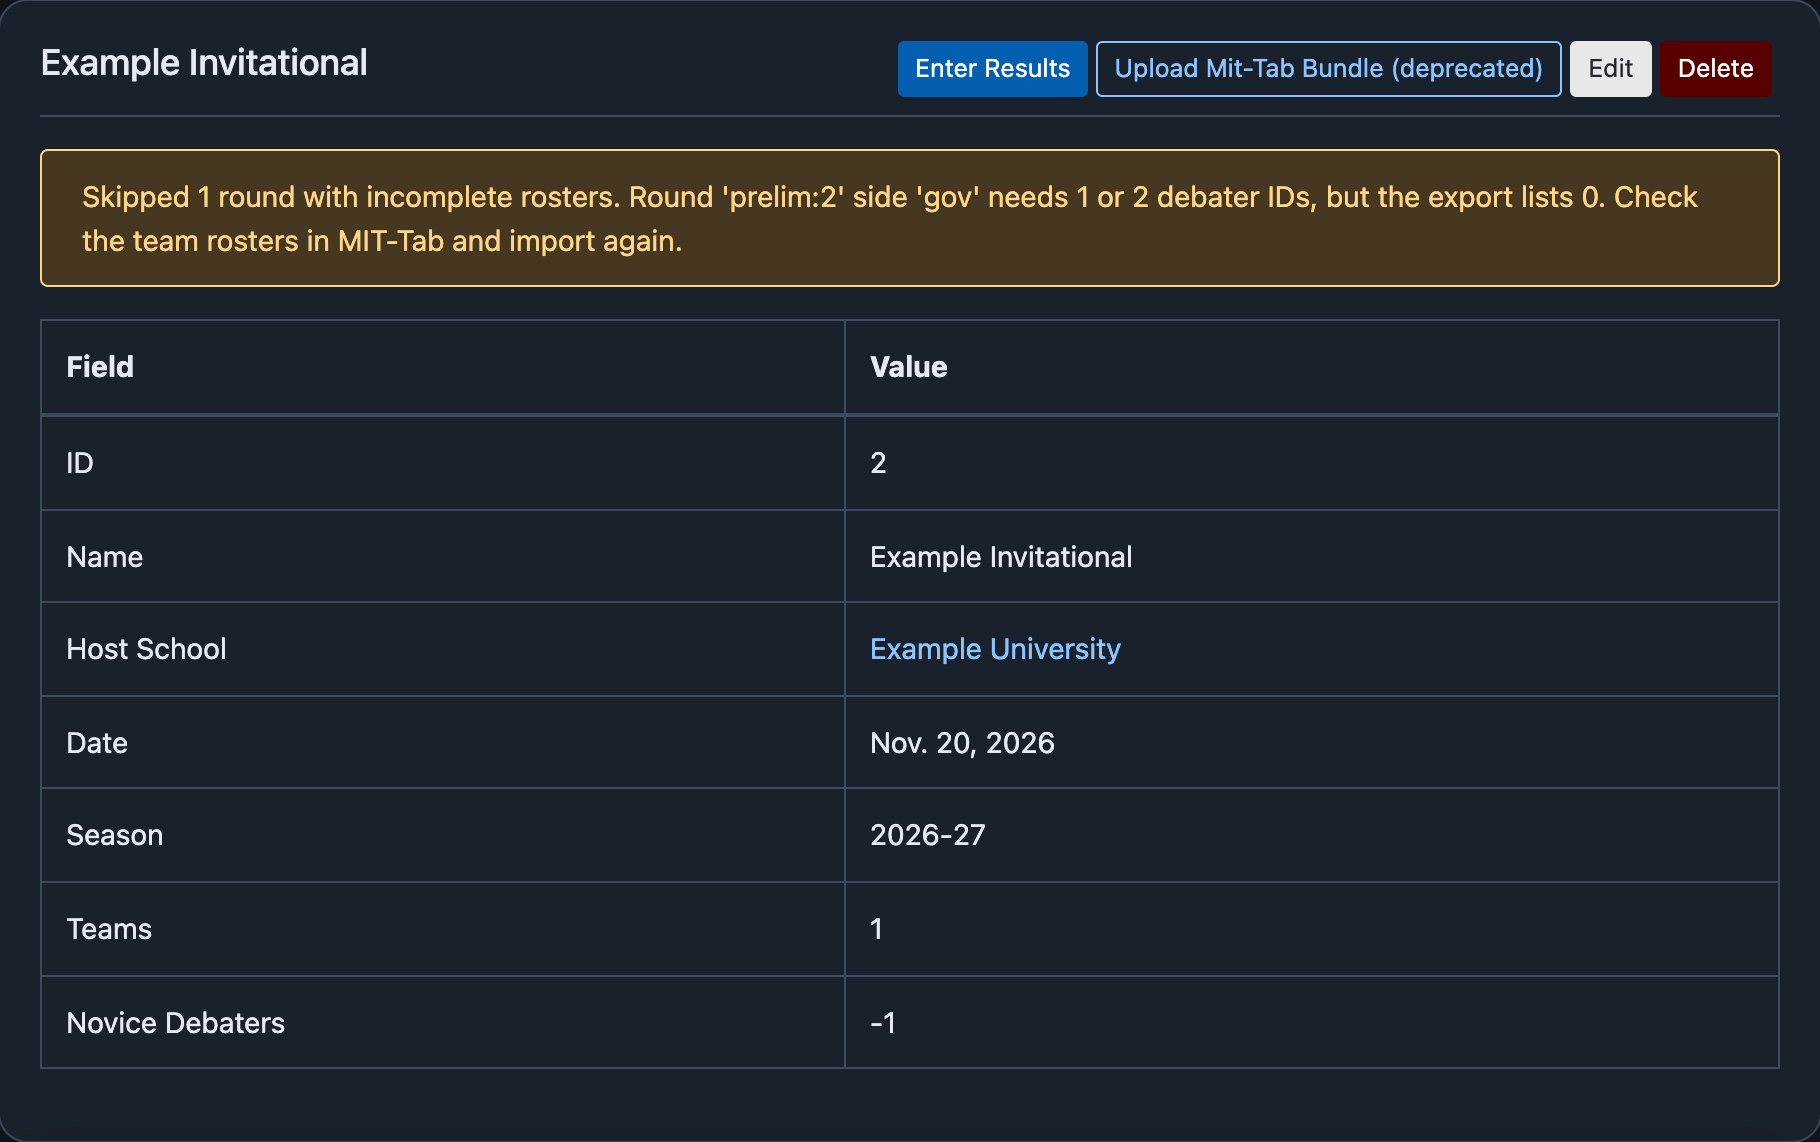 Example Invitational
Enter Results
Upload Mit-Tab Bundle (deprecated)
Edit
Delete
Skipped 1 round with incomplete rosters. Round 'prelim:2' side 'gov' needs 1 or 2 debater IDs, but the export lists 0. Check
the team rosters in MIT-Tab and import again.
Field Value
ID 2
Name Example Invitational
Host School Example University
Date Nov. 20, 2026
Season 2026-27
Teams 1
Novice Debaters -1